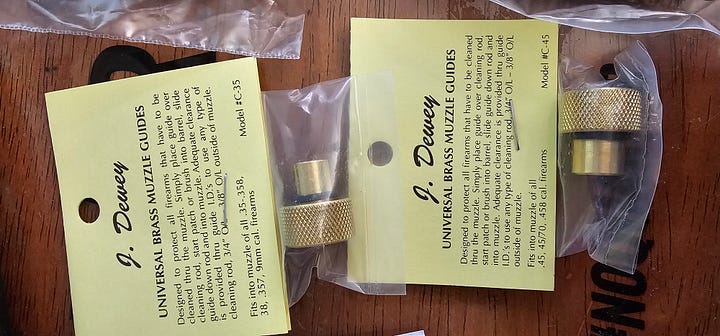 J. Dewey
UNIVERSAL BRASS MUZZLE GUIDES
Designed to protect all firearms that have to be
cleaned thru the muzzle. Simply place guide over
cleaning rod, start patch or brush into barrel, slide
guide down rod and into muzzle. Adequate clearance
is provided thru guide I.D.'s to use any type of
cleaning rod, 3/4" O/L 3/8" O/L outside of muzzle.
Fits into muzzle of all .35-.358,
38, .357, 9mm cal. firearms
Model #C-35
J. Dewey
UNIVERSAL BRASS MUZZLE GUIDES
Designed to protect all firearms that have to be cleaned
thru the muzzle. Simply place guide over cleaning rod,
start patch or brush into barrel, slide guide down rod and
into muzzle. Adequate clearance is provided thru guide
I.D.'s to use any type of cleaning rod, 3/4" O/L – 3/8" O/L
outside of muzzle.
Fits into muzzle of all
.45, 45/70, .458 cal. firearms
Model #C-45